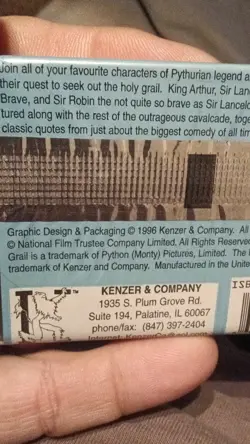 Join all of your favourite characters of Pythurian legend a
their quest to seek out the holy grail. King Arthur, Sir Lan
Brave, and Sir Robin the not quite so brave as Sir Lancelo
tured along with the rest of the outrageous cavalcade, toge
classic quotes from just about the biggest comedy of all tim
Graphic Design & Packaging © 1996 Kenzer & Company. All
© National Film Trustee Company Limited. All Rights Reserve
Grail is a trademark of Python (Monty) Pictures, Limited. The
trademark of Kenzer and Company. Manufactured in the Unite
KENZER & COMPANY
1935 S. Plum Grove Rd.
Suite 194, Palatine, IL 60067
phone/fax: (847) 397-2404
ISB